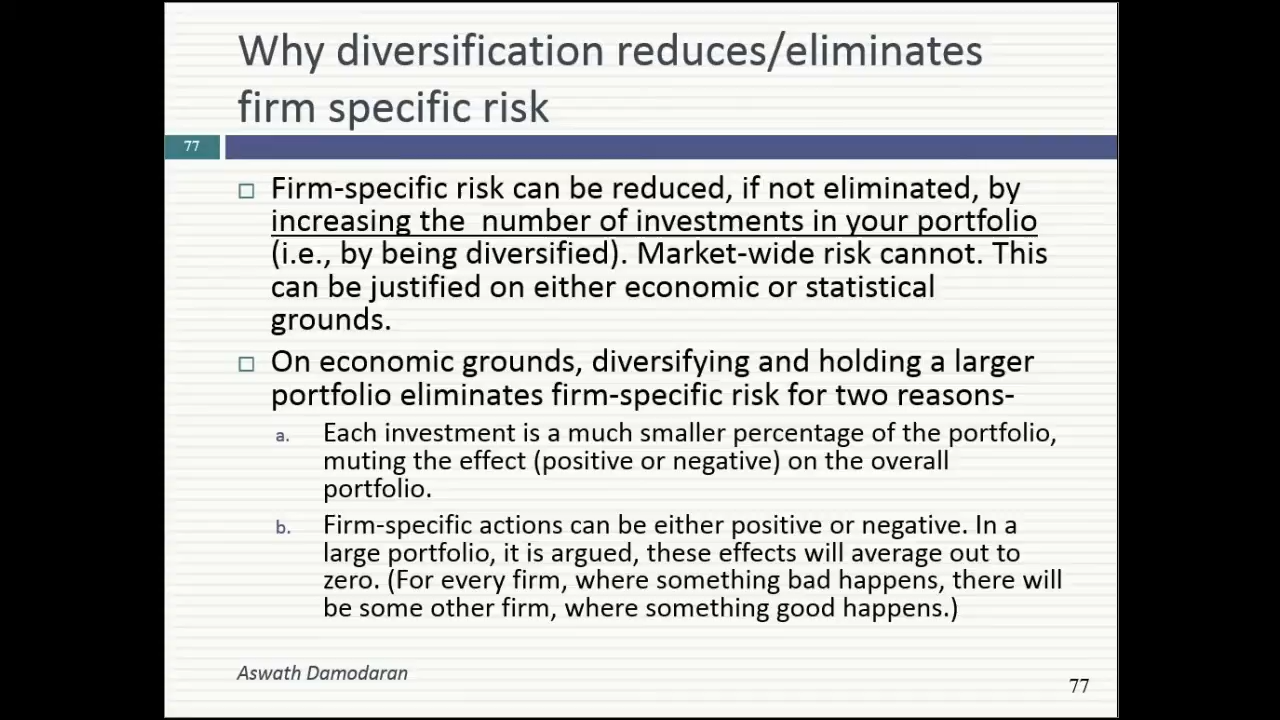 Why diversification reduces/eliminates
firm specific risk
77
Firm-specific risk can be reduced, if not eliminated, by
increasing the  number of investments in your portfolio
(i.e., by being diversified). Market-wide risk cannot. This
can be justified on either economic or statistical
grounds.
On economic grounds, diversifying and holding a larger
portfolio eliminates firm-specific risk for two reasons-
a. Each investment is a much smaller percentage of the portfolio,
muting the effect (positive or negative) on the overall
portfolio.
b. Firm-specific actions can be either positive or negative. In a
large portfolio, it is argued, these effects will average out to
zero. (For every firm, where something bad happens, there will
be some other firm, where something good happens.)
Aswath Damodaran
77